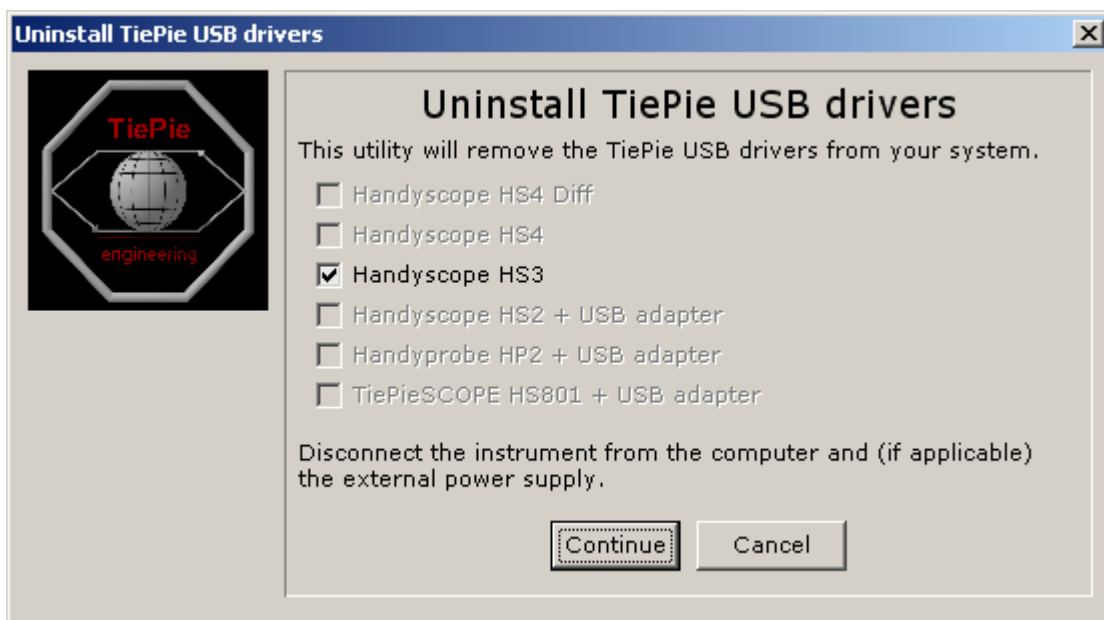 Uninstall TiePie USB drivers
TiePie
engineering
Uninstall TiePie USB drivers
This utility will remove the TiePie USB drivers from your system.
Handyscope HS4 Diff
Handyscope HS4
Handyscope HS3
Handyscope HS2 + USB adapter
Handyprobe HP2 + USB adapter
TiePieSCOPE HS801 + USB adapter
Disconnect the instrument from the computer and (if applicable)
the external power supply.
Continue
Cancel